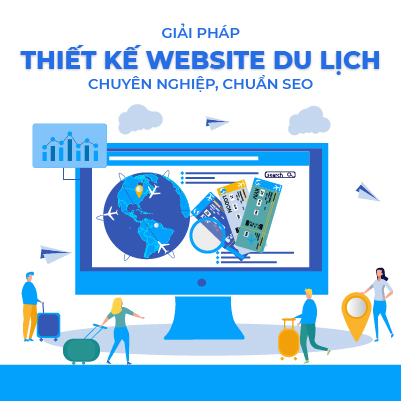 GIẢI PHÁP
THIẾT KẾ WEBSITE DU LỊCH
CHUYÊN NGHIỆP, CHUẨN SEO
search